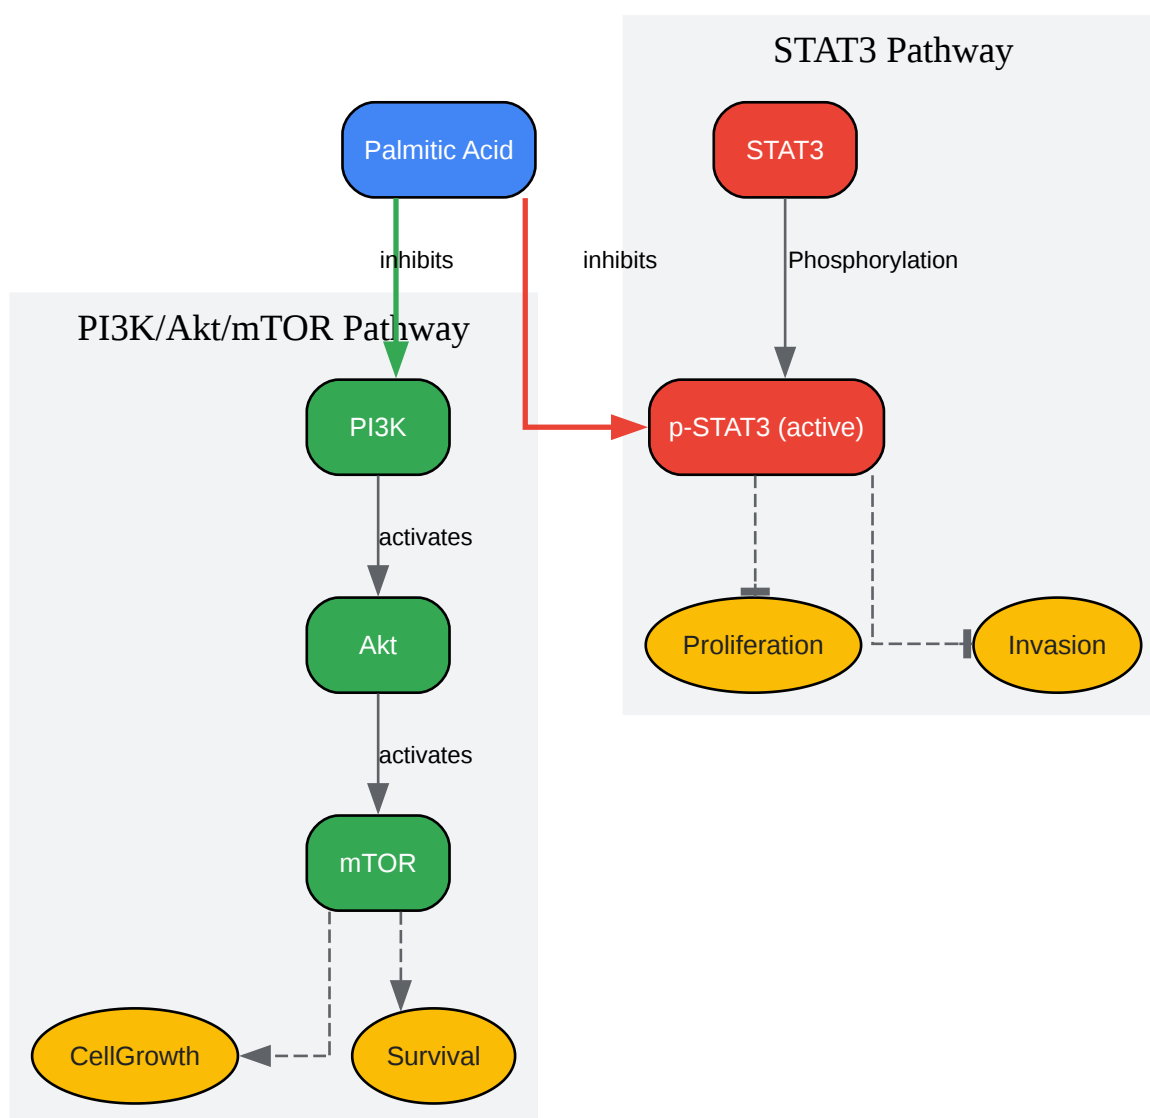 STAT3 Pathway
Palmitic Acid
STAT3
inhibits
inhibits
Phosphorylation
PI3K/Akt/mTOR Pathway
PI3K
p-STAT3 (active)
activates
Akt
Proliferation
Invasion
activates
mTOR
CellGrowth
Survival